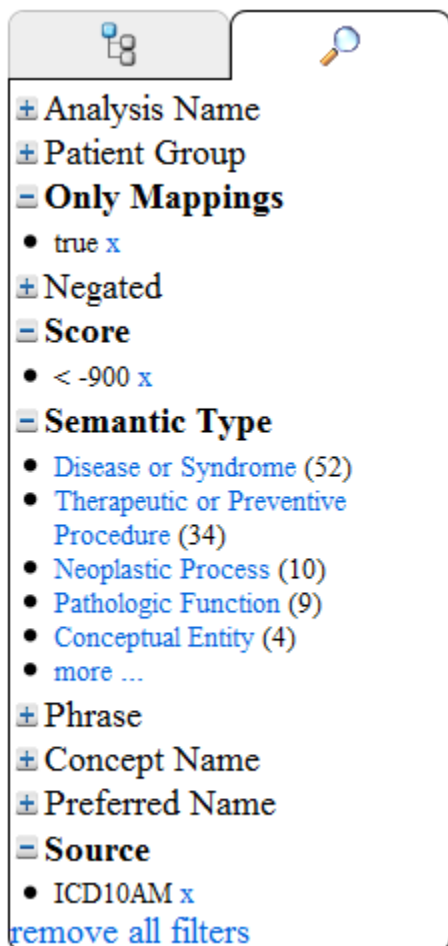 Analysis Name
Patient Group
Only Mappings
true x
Negated
Score
< -900 x
Semantic Type
Disease or Syndrome (52)
Therapeutic or Preventive
Procedure (34)
Neoplastic Process (10)
Pathologic Function (9)
Conceptual Entity (4)
more ...
Phrase
Concept Name
Preferred Name
Source
ICD10AM x
remove all filters